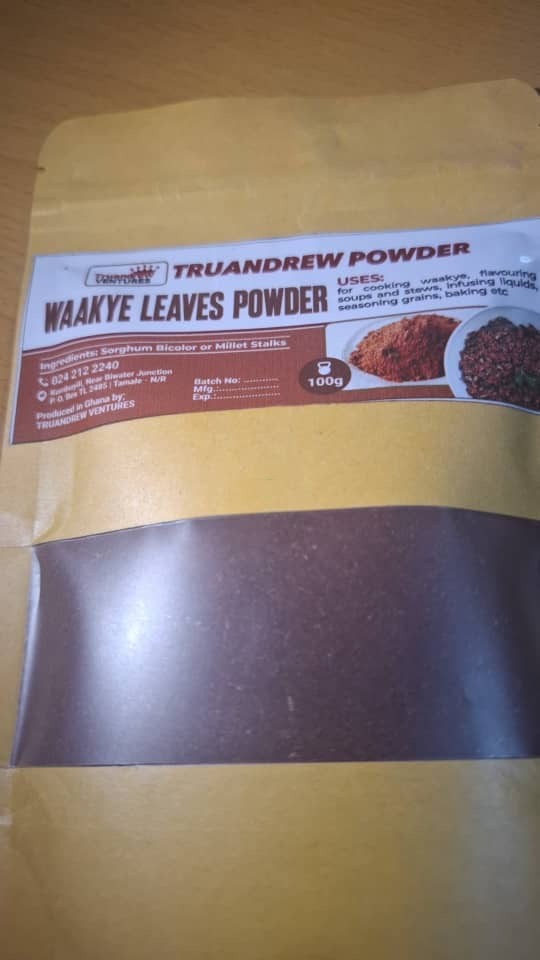 TRUANDREW
VENTURES
TRUANDREW POWDER
WAAKYE LEAVES POWDER
USES:
for cooking waakye, flavouring
soups and stews, infusing liquids,
seasoning grains, baking etc
Ingredients: Sorghum Bicolor or Millet Stalks
024 212 2240
Near Biwater Junction
P. O. Box TL 2485 | Tamale - N/R
Produced in Ghana by;
TRUANDREW VENTURES
Batch No: ............
Mfg.....................
Exp.:....................
100g